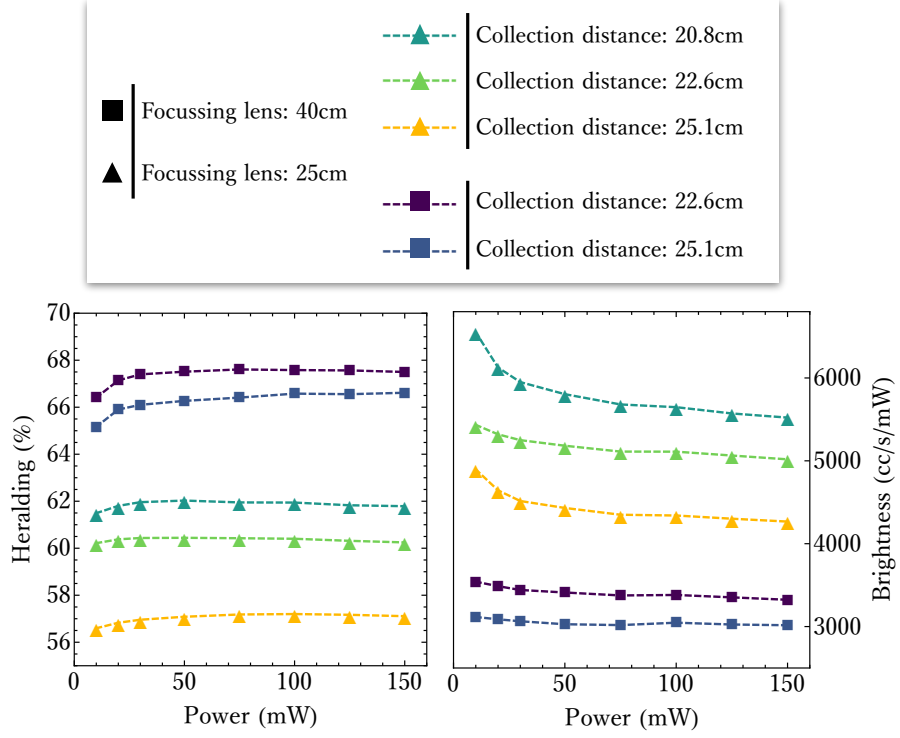 Focussing lens: 40cm
Focussing lens: 25cm
Collection distance: 20.8cm
Collection distance: 22.6cm
Collection distance: 25.1cm
Collection distance: 22.6cm
Collection distance: 25.1cm
Heralding (%)
70
68
66
64
62
60
58
56
0 50 100 150
Power (mW)
6000
5000
4000
3000
Brightness (cc/s/mW)
0 50 100 150
Power (mW)